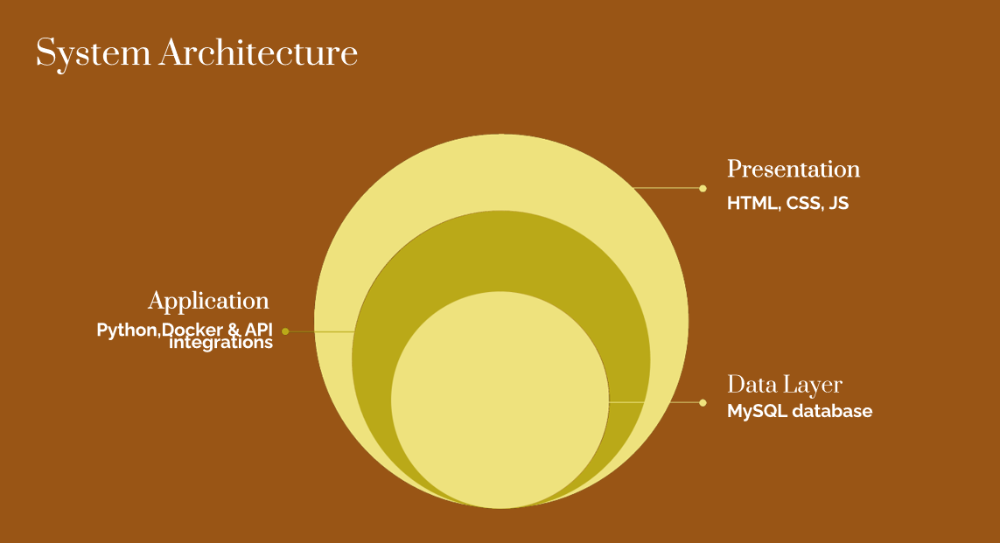 System Architecture
Presentation
HTML, CSS, JS
Application
Python,Docker & API
integrations
Data Layer
MySQL database